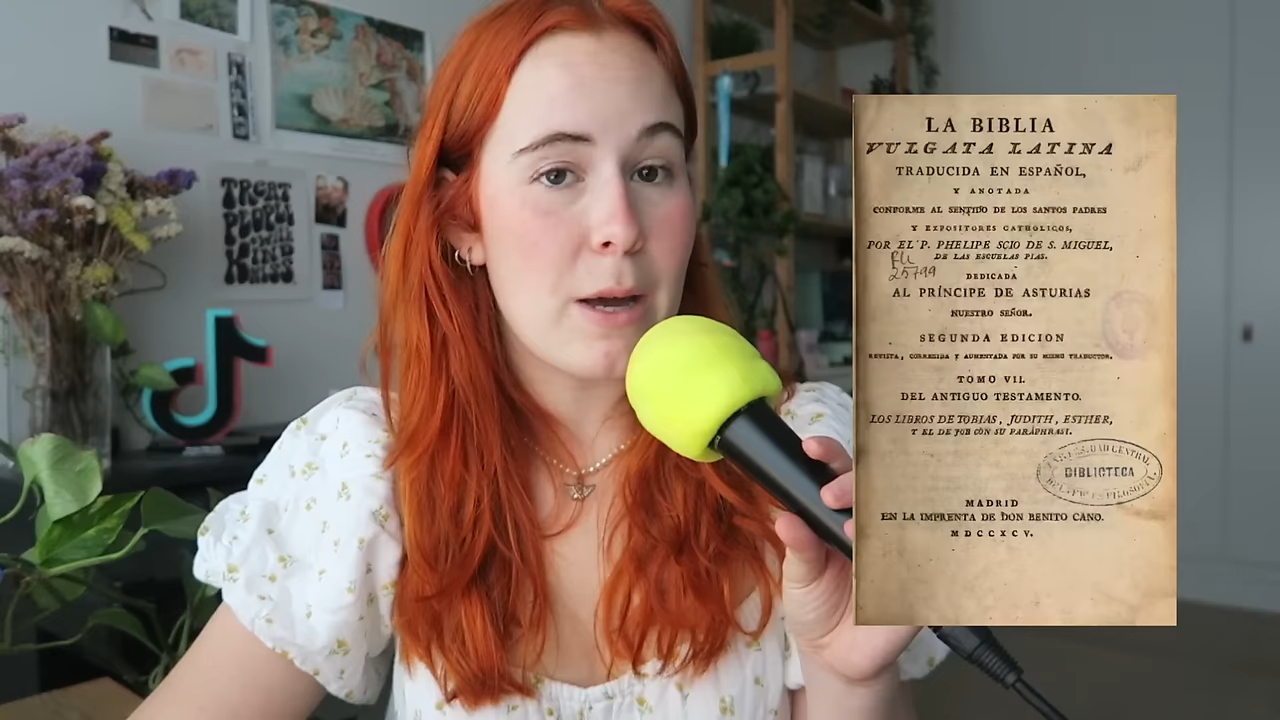 TREAT
PEOPLE
WITH
KIND
NESS
LA BIBLIA
VULGATA LATINA
TRADUCIDA EN ESPAÑOL,
Y ANOTADA
CONFORME AL SENTIDO DE LOS SANTOS PADRES
Y EXPOSITORES CATHOLICOS,
POR EL P. PHELIPE SCIO DE S. MIGUEL,
DE LAS ESCUELAS PIAS.
25799
DEDICADA
AL PRÍNCIPE DE ASTURIAS
NUESTRO SEÑOR.
SEGUNDA EDICION
REVISTA, CORREGIDA Y AUMENTADA POR SU MISMO TRADUCTOR.
TOMO VII.
DEL ANTIGUO TESTAMENTO.
LOS LIBROS DE TOBIAS, JUDITH, ESTHER,
Y EL DE JOB CON SU PARÁPHRASI.
BIBLIOTECA
MADRID
EN LA IMPRENTA DE DON BENITO CANO.
MDCCXCV.